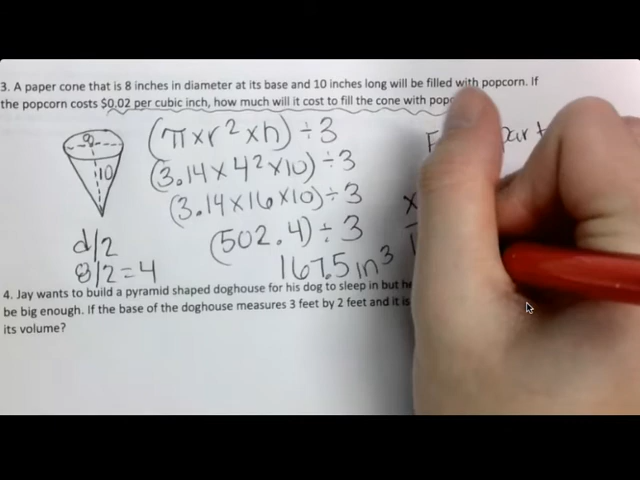 3. A paper cone that is 8 inches in diameter at its base and 10 inches long will be filled with popcorn. If
the popcorn costs $0.02 per cubic inch, how much will it cost to fill the cone with
8
10
d/2
8/2=4
(π×r²×h)÷3
(3.14×4²×10)÷3
(3.14×16×10)÷3
(502.4)÷3
167.5in³
4. Jay wants to build a pyramid shaped doghouse for his dog to sleep in but
be big enough. If the base of the doghouse measures 3 feet by 2 feet and it is
its volume?